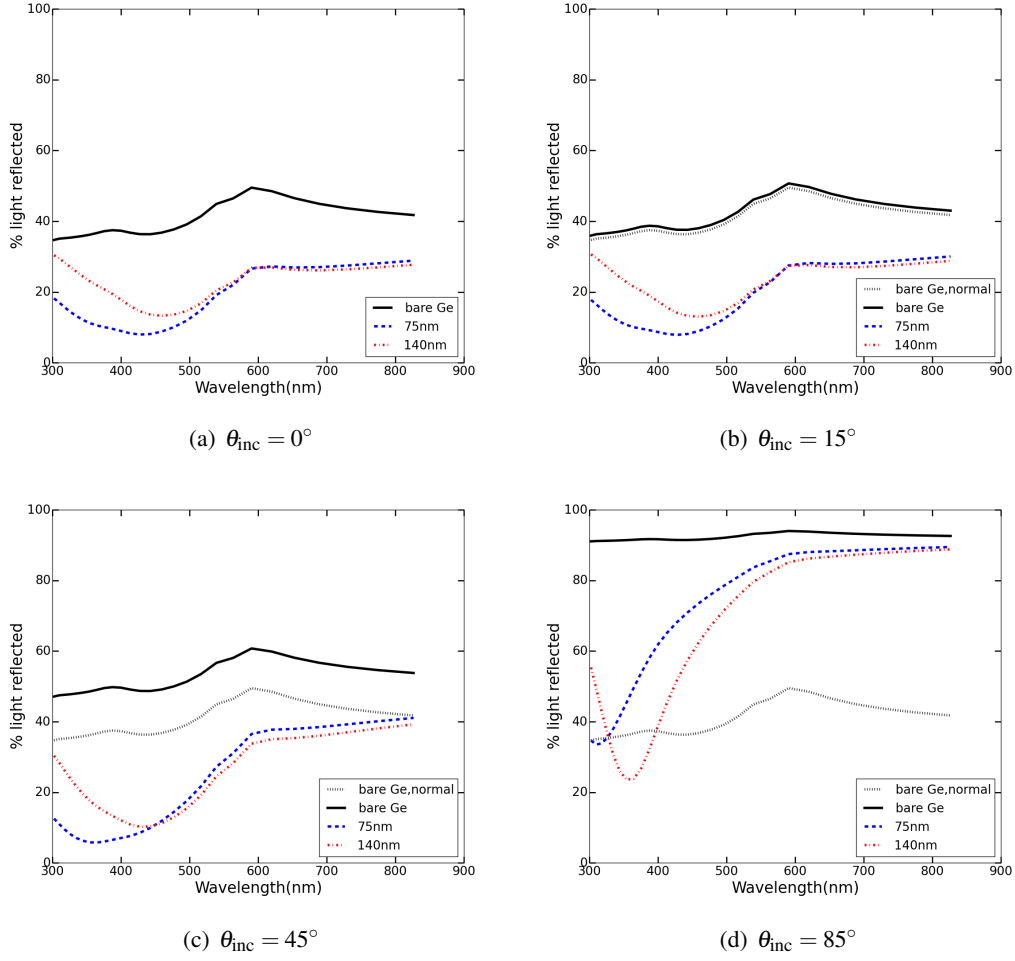 100
80
60
40
20
0
% light reflected
300 400 500 600 700 800 900
Wavelength(nm)
bare Ge
75nm
140nm
(a) θinc = 0°
100
80
60
40
20
0
% light reflected
300 400 500 600 700 800 900
Wavelength(nm)
bare Ge,normal
bare Ge
75nm
140nm
(b) θinc = 15°
100
80
60
40
20
0
% light reflected
300 400 500 600 700 800 900
Wavelength(nm)
bare Ge,normal
bare Ge
75nm
140nm
(c) θinc = 45°
100
80
60
40
20
0
% light reflected
300 400 500 600 700 800 900
Wavelength(nm)
bare Ge,normal
bare Ge
75nm
140nm
(d) θinc = 85°